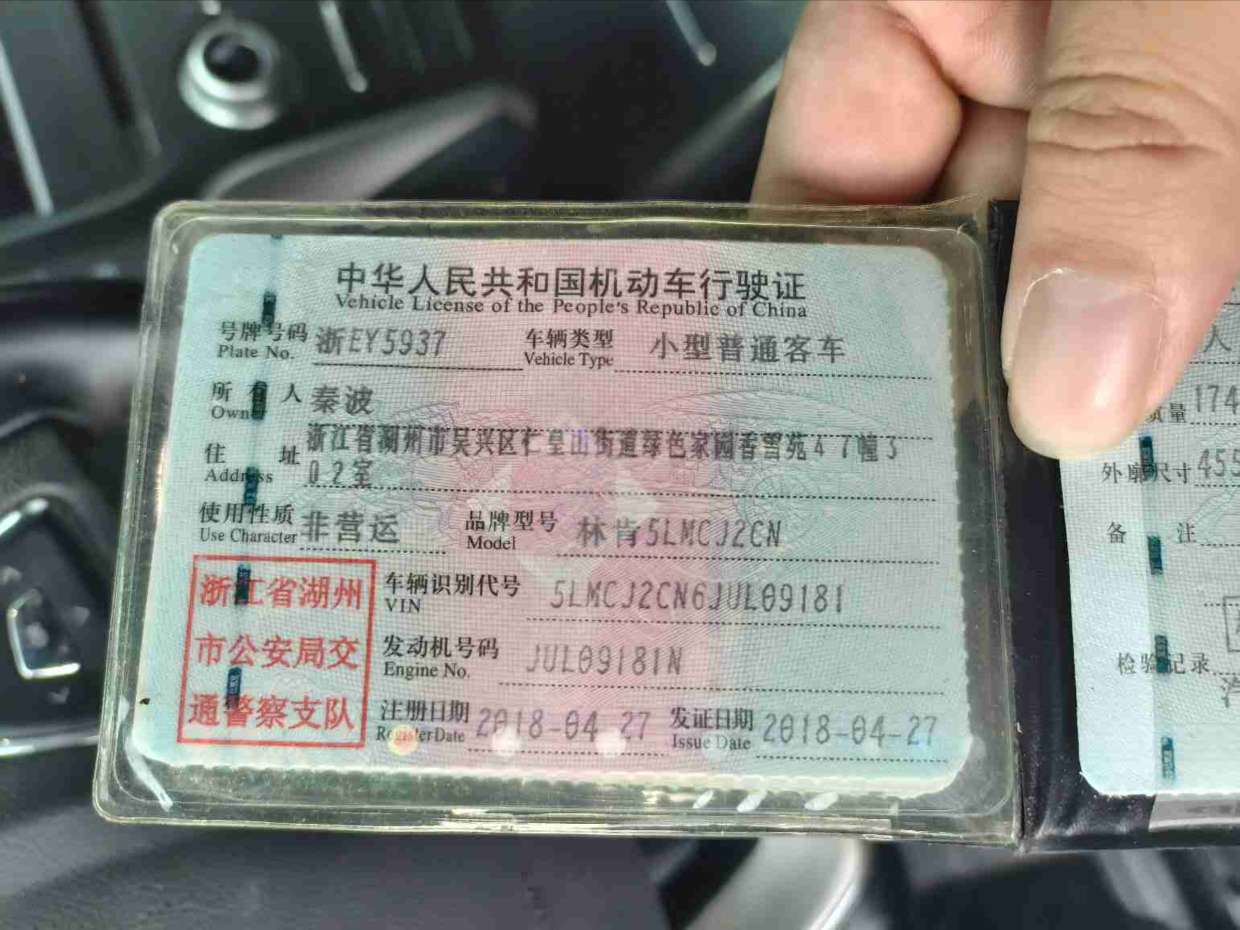 中华人民共和国机动车行驶证
Vehicle License of the People's Republic of China
号牌号码 浙EY5937 车辆类型 小型普通客车
Plate No. Vehicle Type
所有人 秦波
Owner
住址 浙江省湖州市吴兴区仁皇山街道绿色家园香雪苑47幢3
Address 02室
使用性质 非营运 品牌型号 林肯5LMCJ2CN
Use Character Model
车辆识别代号 5LMCJ2CN6JUL09181
VIN
发动机号码 JUL09181N
Engine No.
注册日期 2018-04-27 发证日期 2018-04-27
Register Date Issue Date
浙江省湖州
市公安局交
通警察支队
人
质量 174
外廓尺寸 455
备注
检验记录